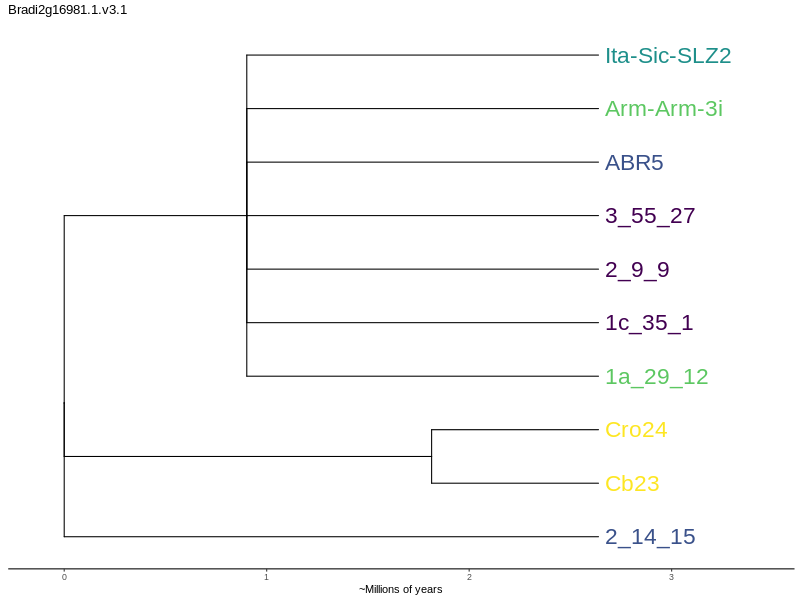 Bradi2g16981.1.v3.1
Ita-Sic-SLZ2
Arm-Arm-3i
ABR5
3_55_27
2_9_9
1c_35_1
1a_29_12
Cro24
Cb23
2_14_15
0 1 2 3
~Millions of years